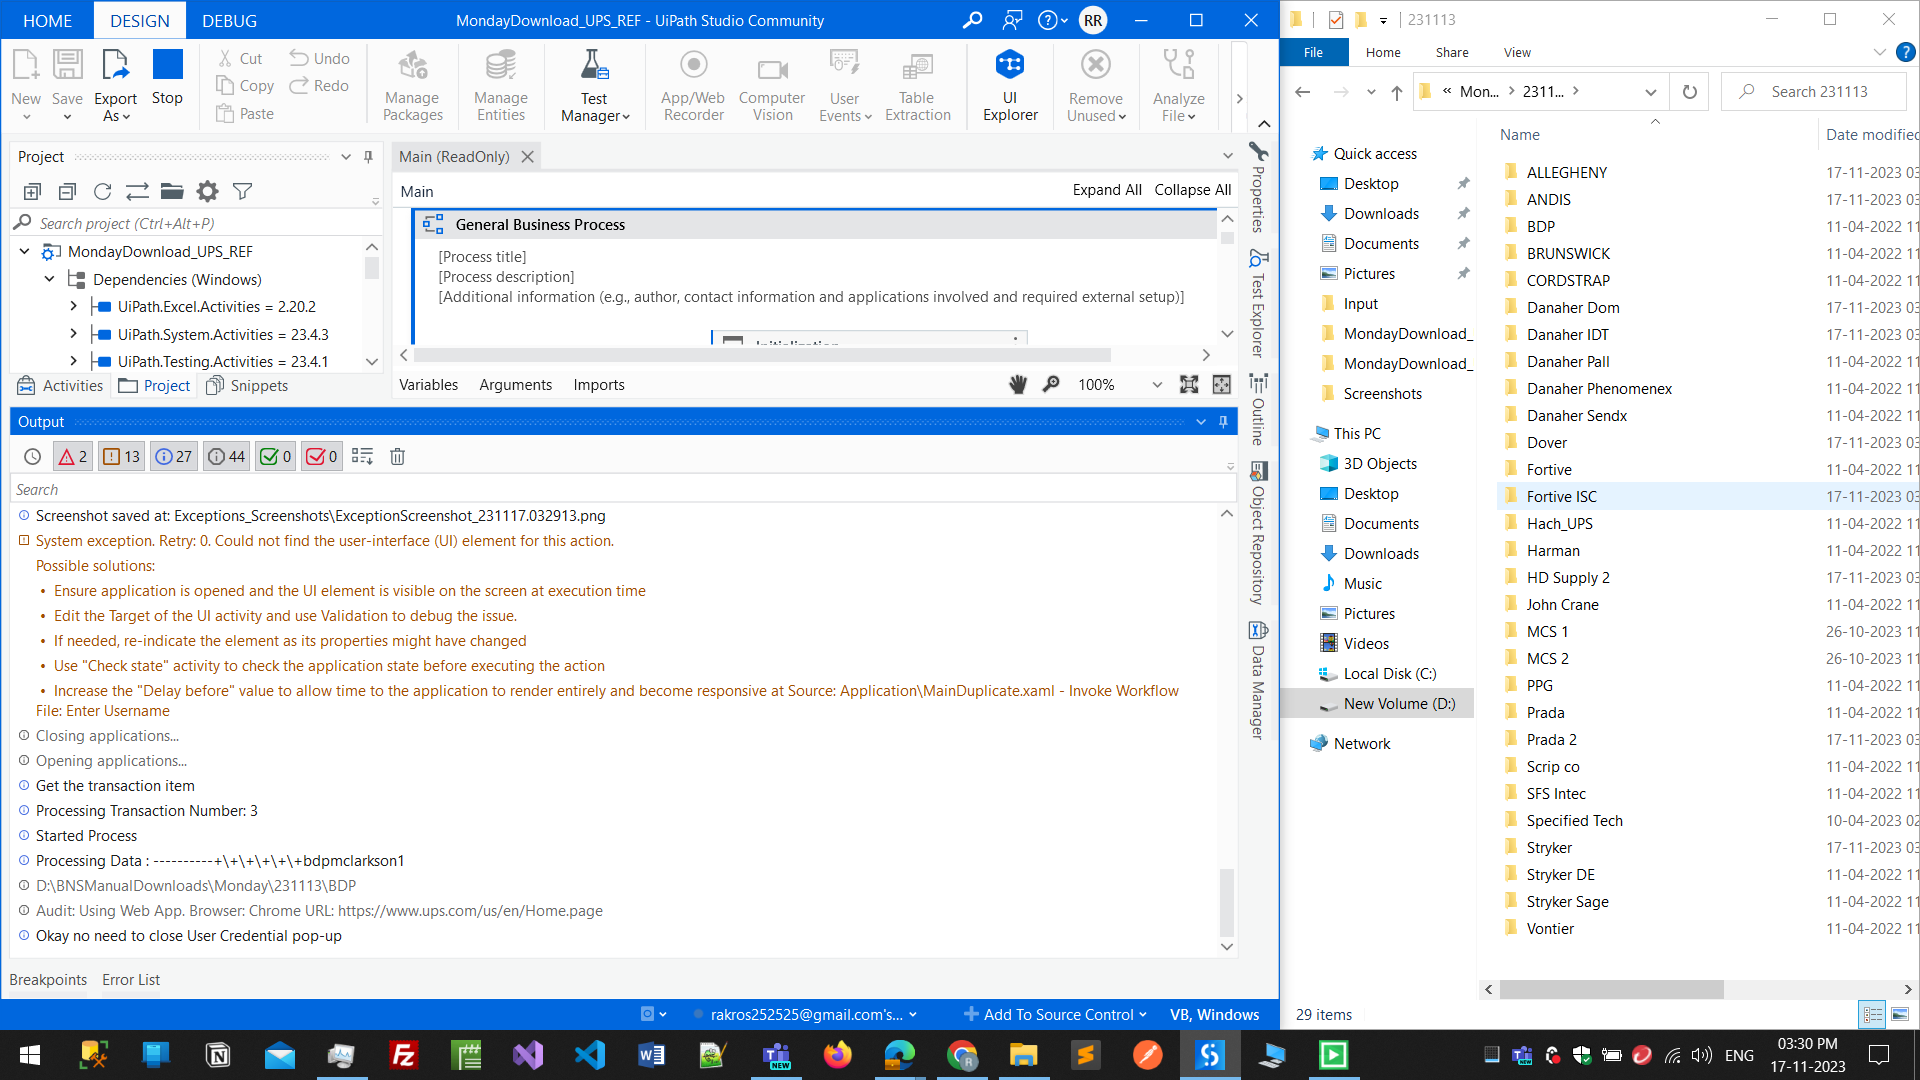 HOME DESIGN DEBUG MondayDownload_UPS_REF - UiPath Studio Community RR
New Save Export As Stop Cut Copy Paste Undo Redo Manage Packages Manage Entities Test Manager App/Web Recorder Computer Vision User Events Table Extraction UI Explorer Remove Unused Analyze File
Project
Search project (Ctrl+Alt+P)
MondayDownload_UPS_REF
Dependencies (Windows)
UiPath.Excel.Activities = 2.20.2
UiPath.System.Activities = 23.4.3
UiPath.Testing.Activities = 23.4.1
Activities Project Snippets
Main (ReadOnly)
Main Expand All Collapse All
General Business Process
[Process title]
[Process description]
[Additional information (e.g., author, contact information and applications involved and required external setup)]
Initialization
Variables Arguments Imports 100%
Properties
Test Explorer
Outline
Object Repository
Data Manager
Output
2 13 27 44 0 0
Search
Screenshot saved at: Exceptions_Screenshots\ExceptionScreenshot_231117.032913.png
System exception. Retry: 0. Could not find the user-interface (UI) element for this action.
Possible solutions:
• Ensure application is opened and the UI element is visible on the screen at execution time
• Edit the Target of the UI activity and use Validation to debug the issue.
• If needed, re-indicate the element as its properties might have changed
• Use "Check state" activity to check the application state before executing the action
• Increase the "Delay before" value to allow time to the application to render entirely and become responsive at Source: Application\MainDuplicate.xaml - Invoke Workflow
File: Enter Username
Closing applications...
Opening applications...
Get the transaction item
Processing Transaction Number: 3
Started Process
Processing Data : ----------+\+\+\+\+\+bdpmclarkson1
D:\BNSManualDownloads\Monday\231113\BDP
Audit: Using Web App. Browser: Chrome URL: https://www.ups.com/us/en/Home.page
Okay no need to close User Credential pop-up
Breakpoints Error List
rakros252525@gmail.com's... Add To Source Control VB, Windows
231113
File Home Share View
« Mon... 2311... Search 231113
Quick access
Desktop
Downloads
Documents
Pictures
Input
MondayDownload_
MondayDownload_
Screenshots
This PC
3D Objects
Desktop
Documents
Downloads
Music
Pictures
Videos
Local Disk (C:)
New Volume (D:)
Network
Name Date modified
ALLEGHENY 17-11-2023 03
ANDIS 17-11-2023 03
BDP 11-04-2022 11
BRUNSWICK 11-04-2022 11
CORDSTRAP 11-04-2022 11
Danaher Dom 17-11-2023 03
Danaher IDT 17-11-2023 03
Danaher Pall 17-11-2023 03
Danaher Phenomenex 17-11-2023 03
Danaher Sendx 17-11-2023 03
Dover 17-11-2023 03
Fortive 11-04-2022 11
Fortive ISC 17-11-2023 03
Hach_UPS 11-04-2022 11
Harman 11-04-2022 11
HD Supply 2 17-11-2023 03
John Crane 11-04-2022 11
MCS 1 26-10-2023 11
MCS 2 26-10-2023 11
PPG 11-04-2022 11
Prada 11-04-2022 11
Prada 2 17-11-2023 03
Scrip co 11-04-2022 11
SFS Intec 11-04-2022 11
Specified Tech 10-04-2023 02
Stryker 17-11-2023 03
Stryker DE 11-04-2022 11
Stryker Sage 11-04-2022 11
Vontier 11-04-2022 11
29 items
NEW
ENG
03:30 PM
17-11-2023